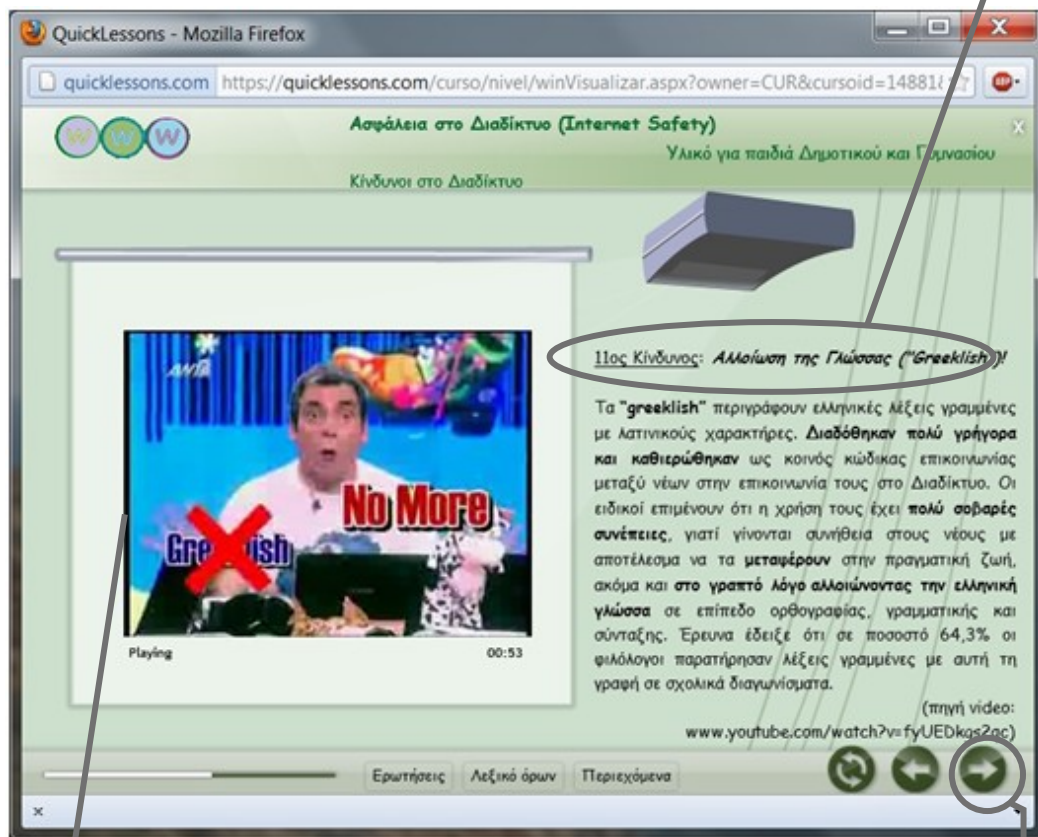 QuickLessons - Mozilla Firefox
quicklessons.com https://quicklessons.com/curso/nivel/winVisualizar.aspx?owner=CUR&cursoid=14881
ABP
W W W
Ασφάλεια στο Διαδίκτυο (Internet Safety)
Υλικό για παιδιά Δημοτικού και Γυμνασίου
Κίνδυνοι στο Διαδίκτυο
ΑΝΤ1
No More
Greeklish
Playing 00:53
11ος Κίνδυνος: Αλλοίωση της Γλώσσας ("Greeklish")!
Τα "greeklish" περιγράφουν ελληνικές λέξεις γραμμένες
με λατινικούς χαρακτήρες. Διαδόθηκαν πολύ γρήγορα
και καθιερώθηκαν ως κοινός κώδικας επικοινωνίας
μεταξύ νέων στην επικοινωνία τους στο Διαδίκτυο. Οι
ειδικοί επιμένουν ότι η χρήση τους έχει πολύ σοβαρές
συνέπειες, γιατί γίνονται συνήθεια στους νέους με
αποτέλεσμα να τα μεταφέρουν στην πραγματική ζωή,
ακόμα και στο γραπτό λόγο αλλοιώνοντας την ελληνική
γλώσσα σε επίπεδο ορθογραφίας, γραμματικής και
σύνταξης. Έρευνα έδειξε ότι σε ποσοστό 64,3% οι
φιλόλογοι παρατήρησαν λέξεις γραμμένες με αυτή τη
γραφή σε σχολικά διαγωνίσματα.
(πηγή video:
www.youtube.com/watch?v=fyUEDkqs2ac)
Ερωτήσεις Λεξικό όρων Περιεχόμενα